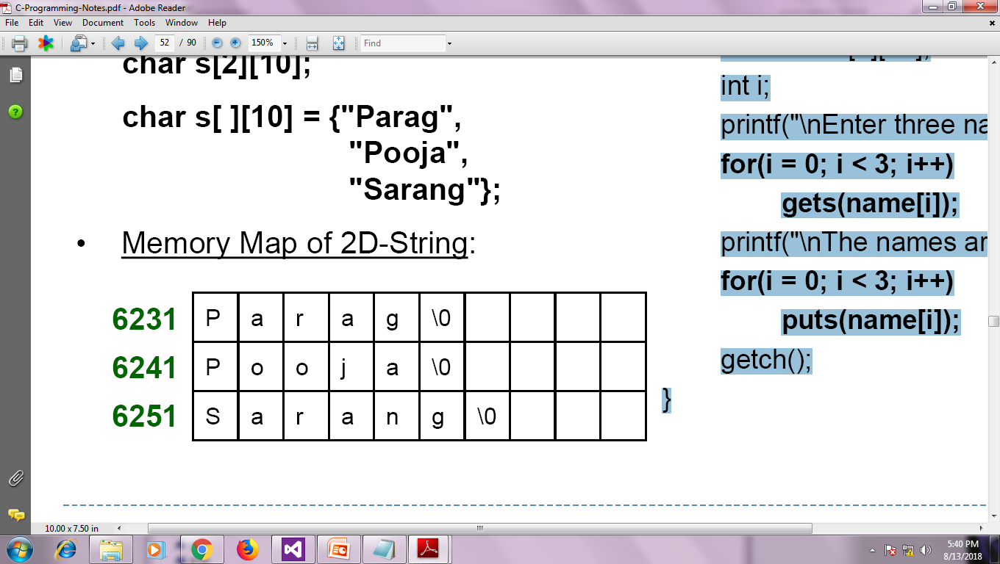 C-Programming-Notes.pdf - Adobe Reader
File Edit View Document Tools Window Help
52 / 90 150% Find
char s[2][10];
char s[ ][10] = {"Parag",
"Pooja",
"Sarang"};
• Memory Map of 2D-String:
6231 P a r a g \0
6241 P o o j a \0
6251 S a r a n g \0
int i;
printf("\nEnter three na
for(i = 0; i < 3; i++)
gets(name[i]);
printf("\nThe names ar
for(i = 0; i < 3; i++)
puts(name[i]);
getch();
}
10.00 x 7.50 in
5:40 PM
8/13/2018